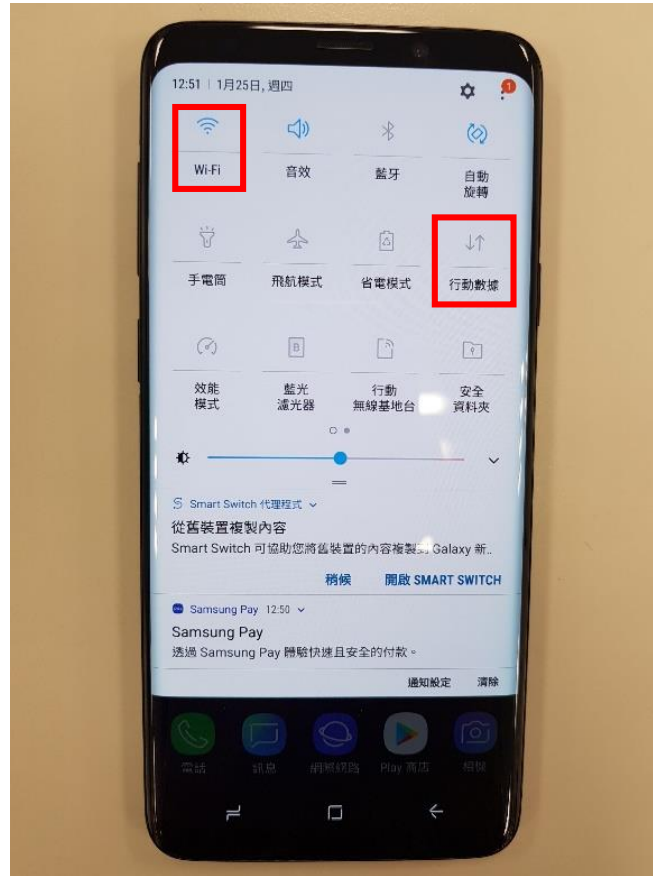 12:51 | 1月25日, 週四
1
Wi-Fi
音效
藍牙
自動
旋轉
手電筒
飛航模式
省電模式
行動數據
效能
模式
藍光
濾光器
行動
無線基地台
安全
資料夾
Smart Switch 代理程式
從舊裝置複製內容
Smart Switch 可協助您將舊裝置的內容複製到 Galaxy 新..
稍候 開啟 SMART SWITCH
Samsung Pay 12:50
Samsung Pay
透過 Samsung Pay 體驗快速且安全的付款。
通知設定 清除
電話 訊息 網際網路 Play 商店 相機